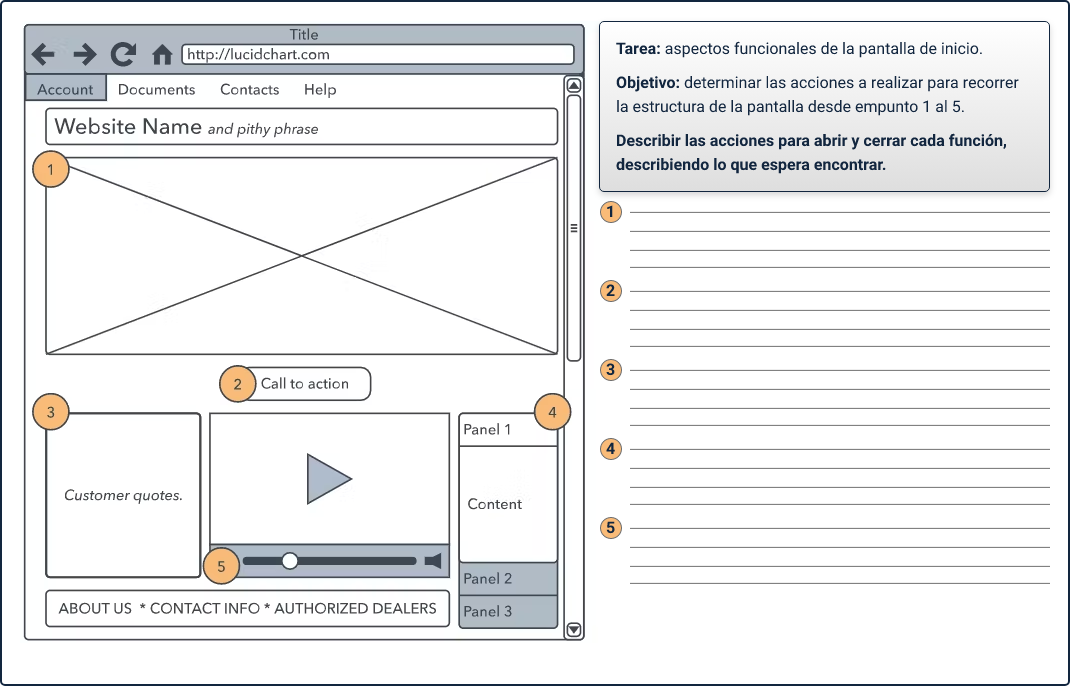 Title
http://lucidchart.com
Account Documents Contacts Help
Website Name and pithy phrase
1
2 Call to action
3
Customer quotes.
5
4
Panel 1
Content
Panel 2
Panel 3
ABOUT US * CONTACT INFO * AUTHORIZED DEALERS
Tarea: aspectos funcionales de la pantalla de inicio.
Objetivo: determinar las acciones a realizar para recorrer
la estructura de la pantalla desde empunto 1 al 5.
Describir las acciones para abrir y cerrar cada función,
describiendo lo que espera encontrar.
1
2
3
4
5